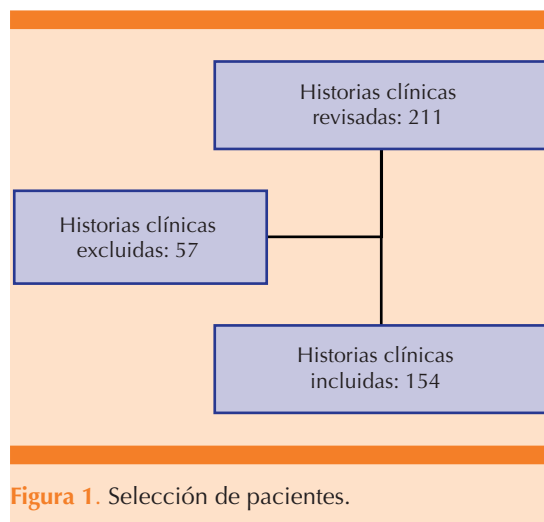 Historias clínicas
revisadas: 211
Historias clínicas
excluidas: 57
Historias clínicas
incluidas: 154
Figura 1. Selección de pacientes.